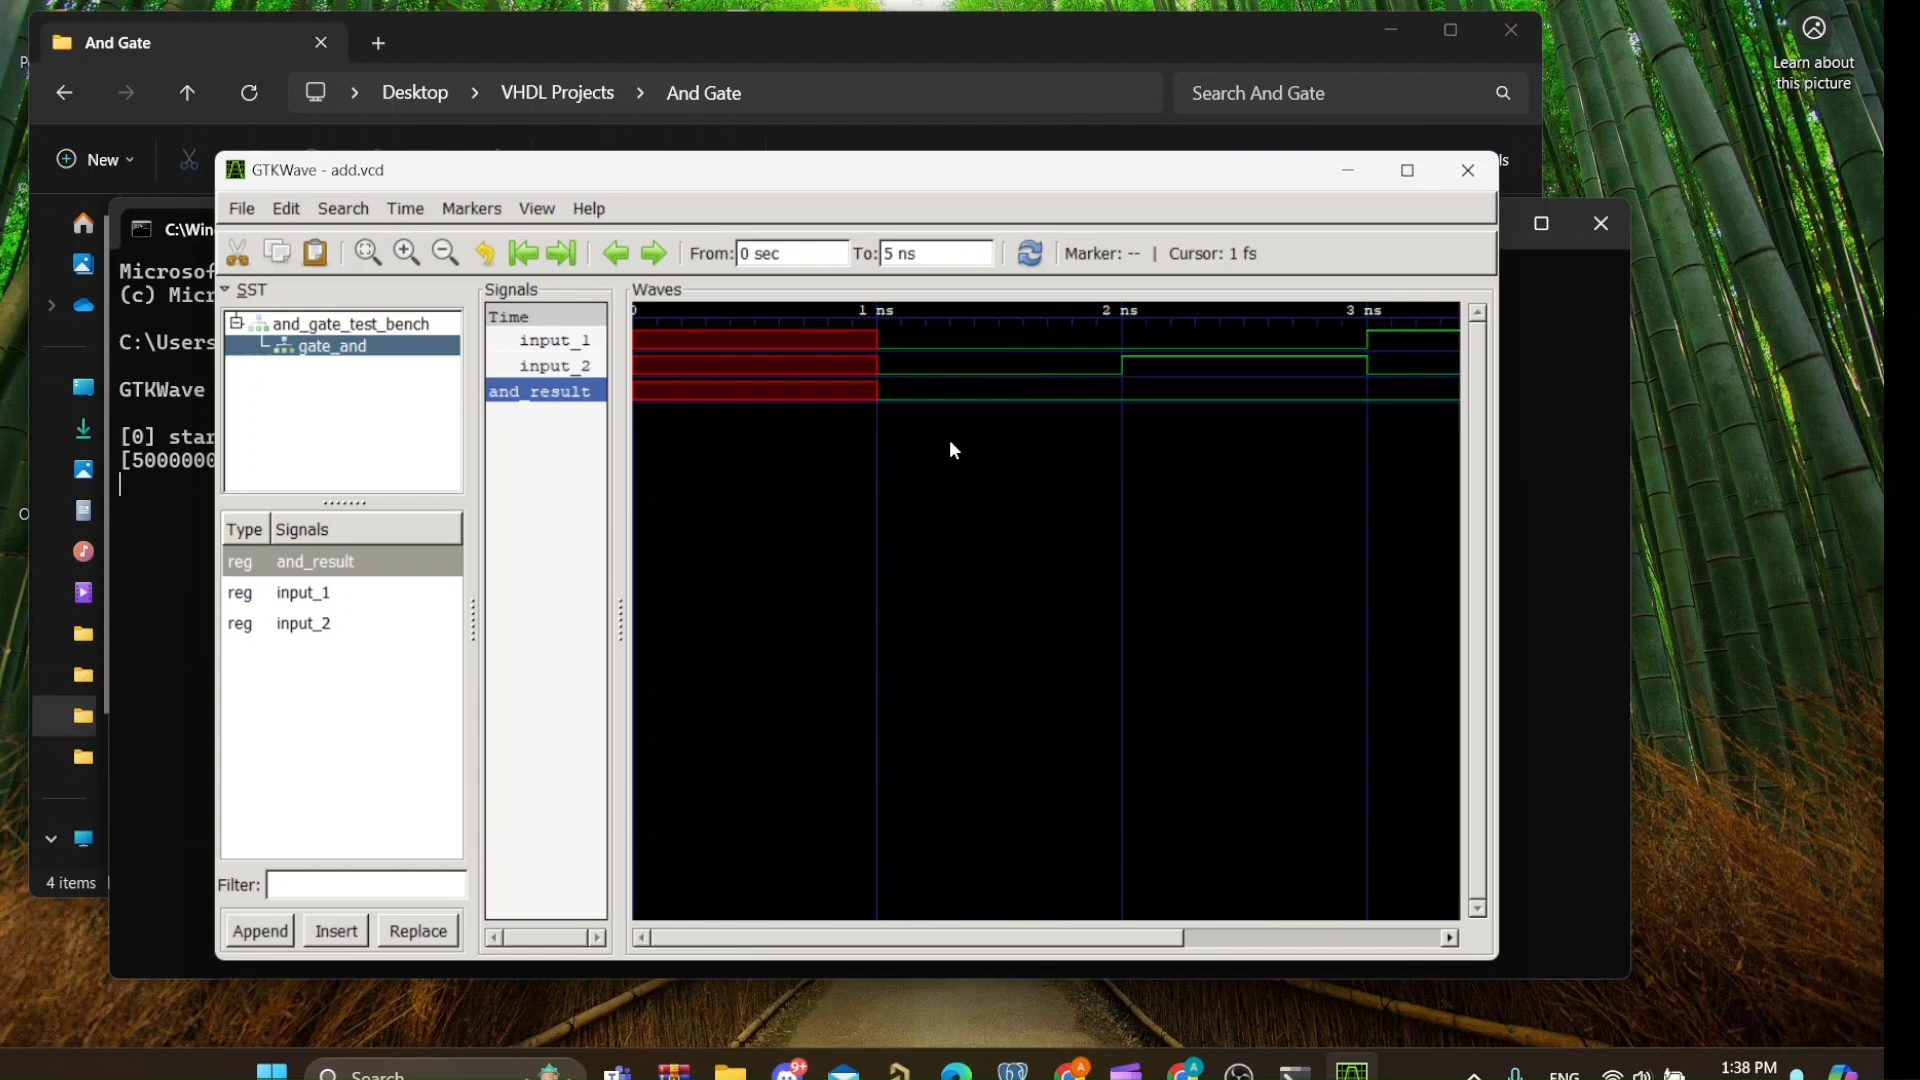 And Gate
Learn about
this picture
Desktop
VHDL Projects
And Gate
Search And Gate
New
GTKWave - add.vcd
File Edit Search Time Markers View Help
C:\Win
From: 0 sec To: 5 ns Marker: -- | Cursor: 1 fs
Microsof
(c) Micr
C:\Users
GTKWave
[0] star
[5000000
SST
and_gate_test_bench
gate_and
Type Signals
reg and_result
reg input_1
reg input_2
Filter:
Append Insert Replace
Signals
Time
input_1
input_2
and_result
Waves
0 1 ns 2 ns 3 ns
4 items
Search
9+
A
A
ENG
1:38 PM